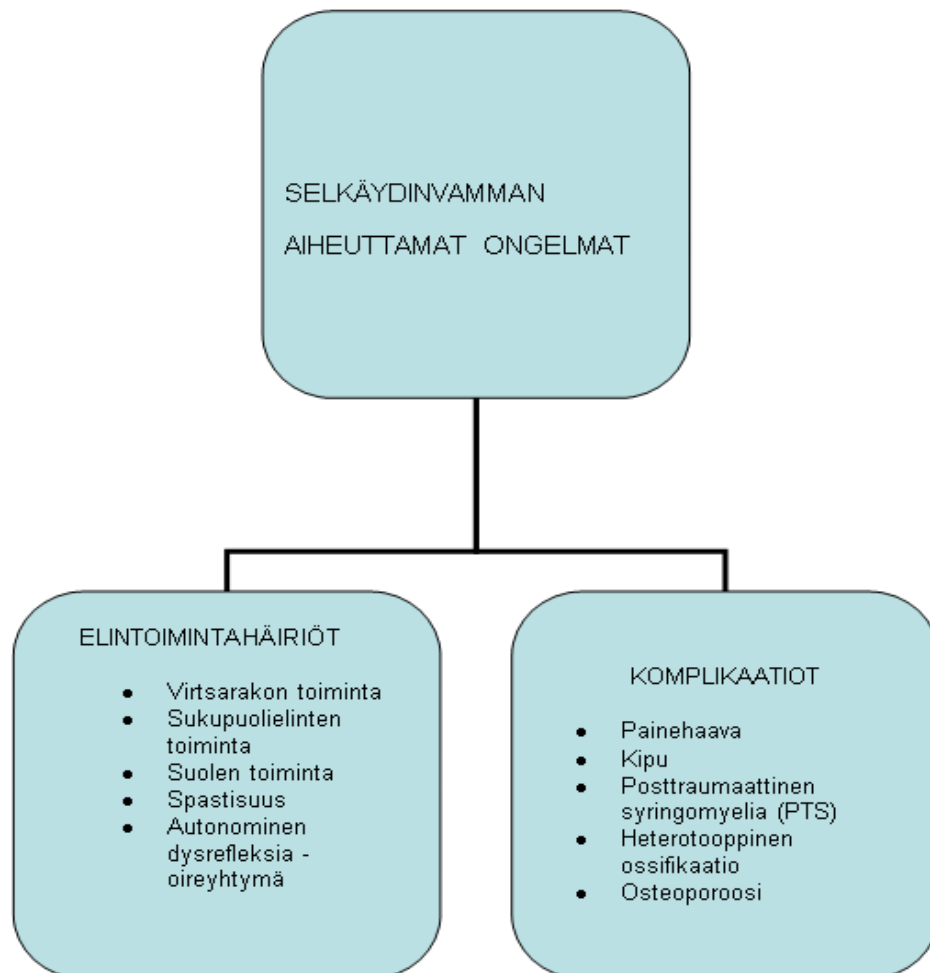 SELKÄYDINVAMMAN
AIHEUTTAMAT ONGELMAT
ELINTOIMINTAHÄIRIÖT
• Virtsarakon toiminta
• Sukupuolielinten
toiminta
• Suolen toiminta
• Spastisuus
• Autonominen
dysrefleksia -
oireyhtymä
KOMPLIKAATIOT
• Painehaava
• Kipu
• Posttraumaattinen
syringomyelia (PTS)
• Heterotooppinen
ossifikaatio
• Osteoporoosi